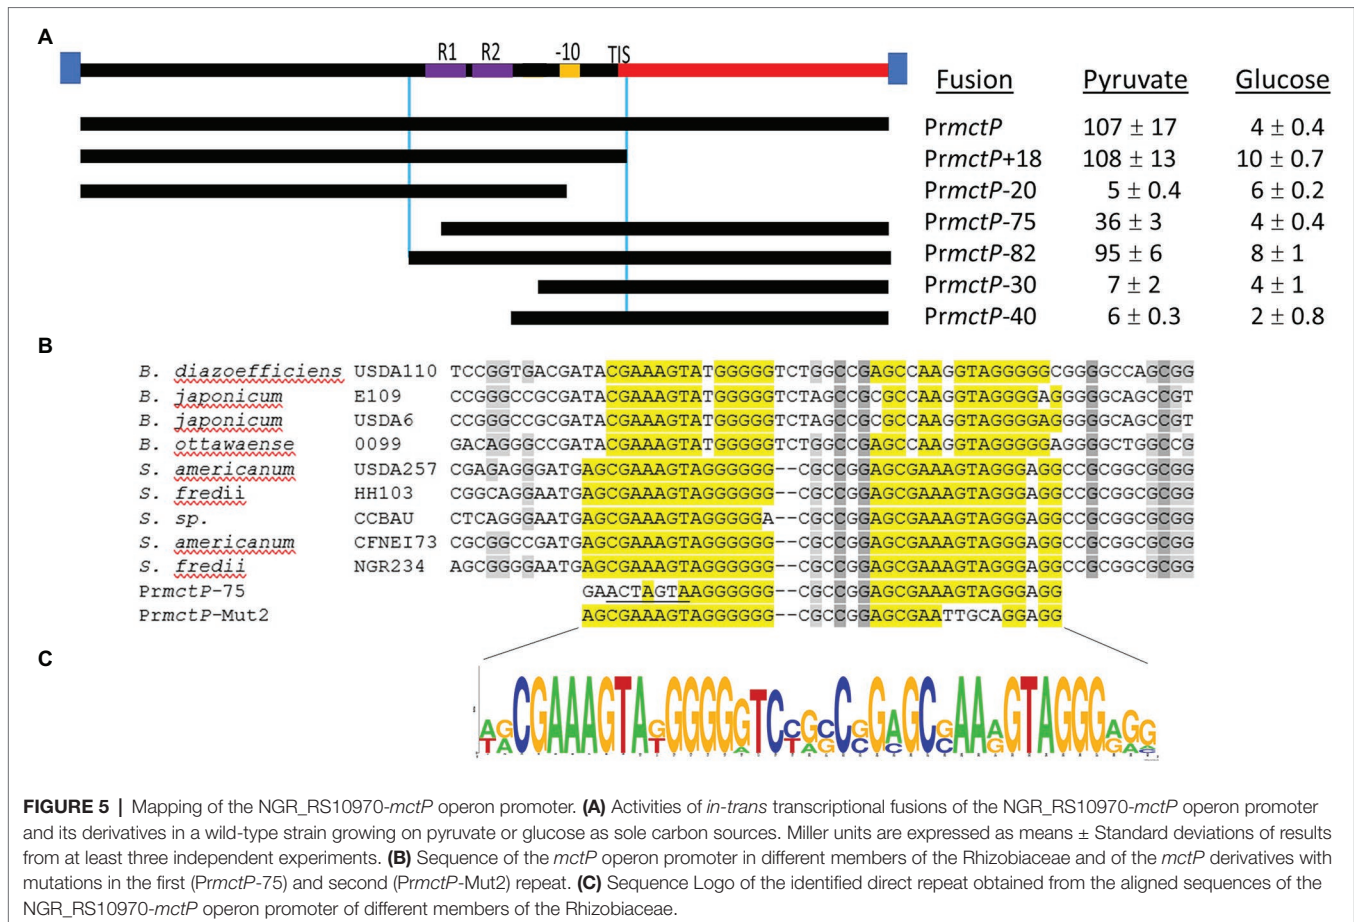 A
R1 R2 -10 TIS
Fusion Pyruvate Glucose
PrmctP 107 ± 17 4 ± 0.4
PrmctP+18 108 ± 13 10 ± 0.7
PrmctP-20 5 ± 0.4 6 ± 0.2
PrmctP-75 36 ± 3 4 ± 0.4
PrmctP-82 95 ± 6 8 ± 1
PrmctP-30 7 ± 2 4 ± 1
PrmctP-40 6 ± 0.3 2 ± 0.8
B
B. diazoefficiens USDA110 TCCGGTGACGATACGAAAGTATGGGGGTCTGGCCGAGCCAAGGTAGGGGGCGGGGCCAGCGG
B. japonicum E109 CCGGGCCGCGATACGAAAGTATGGGGGTCTAGCCGCGCCAAGGTAGGGGAGGGGGCAGCCGT
B. japonicum USDA6 CCGGGCCGCGATACGAAAGTATGGGGGTCTAGCCGCGCCAAGGTAGGGGAGGGGGCAGCCGT
B. ottawaense 0099 GACAGGGCCGATACGAAAGTATGGGGGTCTGGCCGAGCCAAGGTAGGGGGAGGGGCTGGCCG
S. americanum USDA257 CGAGAGGGATGAGCGAAAGTAGGGGGG--CGCCGGAGCGAAAGTAGGGAGGCCGCGGCGCGG
S. fredii HH103 CGGCAGGAATGAGCGAAAGTAGGGGGG--CGCCGGAGCGAAAGTAGGGAGGCCGCGGCGCGG
S. sp. CCBAU CTCAGGGAATGAGCGAAAGTAGGGGGA--CGCCGGAGCGAAAGTAGGGAGGCCGCGGCGCGG
S. americanum CFNEI73 CGCGGCCGATGAGCGAAAGTAGGGGGG--CGCCGGAGCGAAAGTAGGGAGGCCGCGGCGCGG
S. fredii NGR234 AGCGGGGAATGAGCGAAAGTAGGGGGG--CGCCGGAGCGAAAGTAGGGAGGCCGCGGCGCGG
PrmctP-75 GAACTAGTAAGGGGGG--CGCCGGAGCGAAAGTAGGGAGG
PrmctP-Mut2 AGCGAAAGTAGGGGGG--CGCCGGAGCGAATTGCAGGAGG
C
FIGURE 5 | Mapping of the NGR_RS10970-mctP operon promoter. (A) Activities of in-trans transcriptional fusions of the NGR_RS10970-mctP operon promoter
and its derivatives in a wild-type strain growing on pyruvate or glucose as sole carbon sources. Miller units are expressed as means ± Standard deviations of results
from at least three independent experiments. (B) Sequence of the mctP operon promoter in different members of the Rhizobiaceae and of the mctP derivatives with
mutations in the first (PrmctP-75) and second (PrmctP-Mut2) repeat. (C) Sequence Logo of the identified direct repeat obtained from the aligned sequences of the
NGR_RS10970-mctP operon promoter of different members of the Rhizobiaceae.